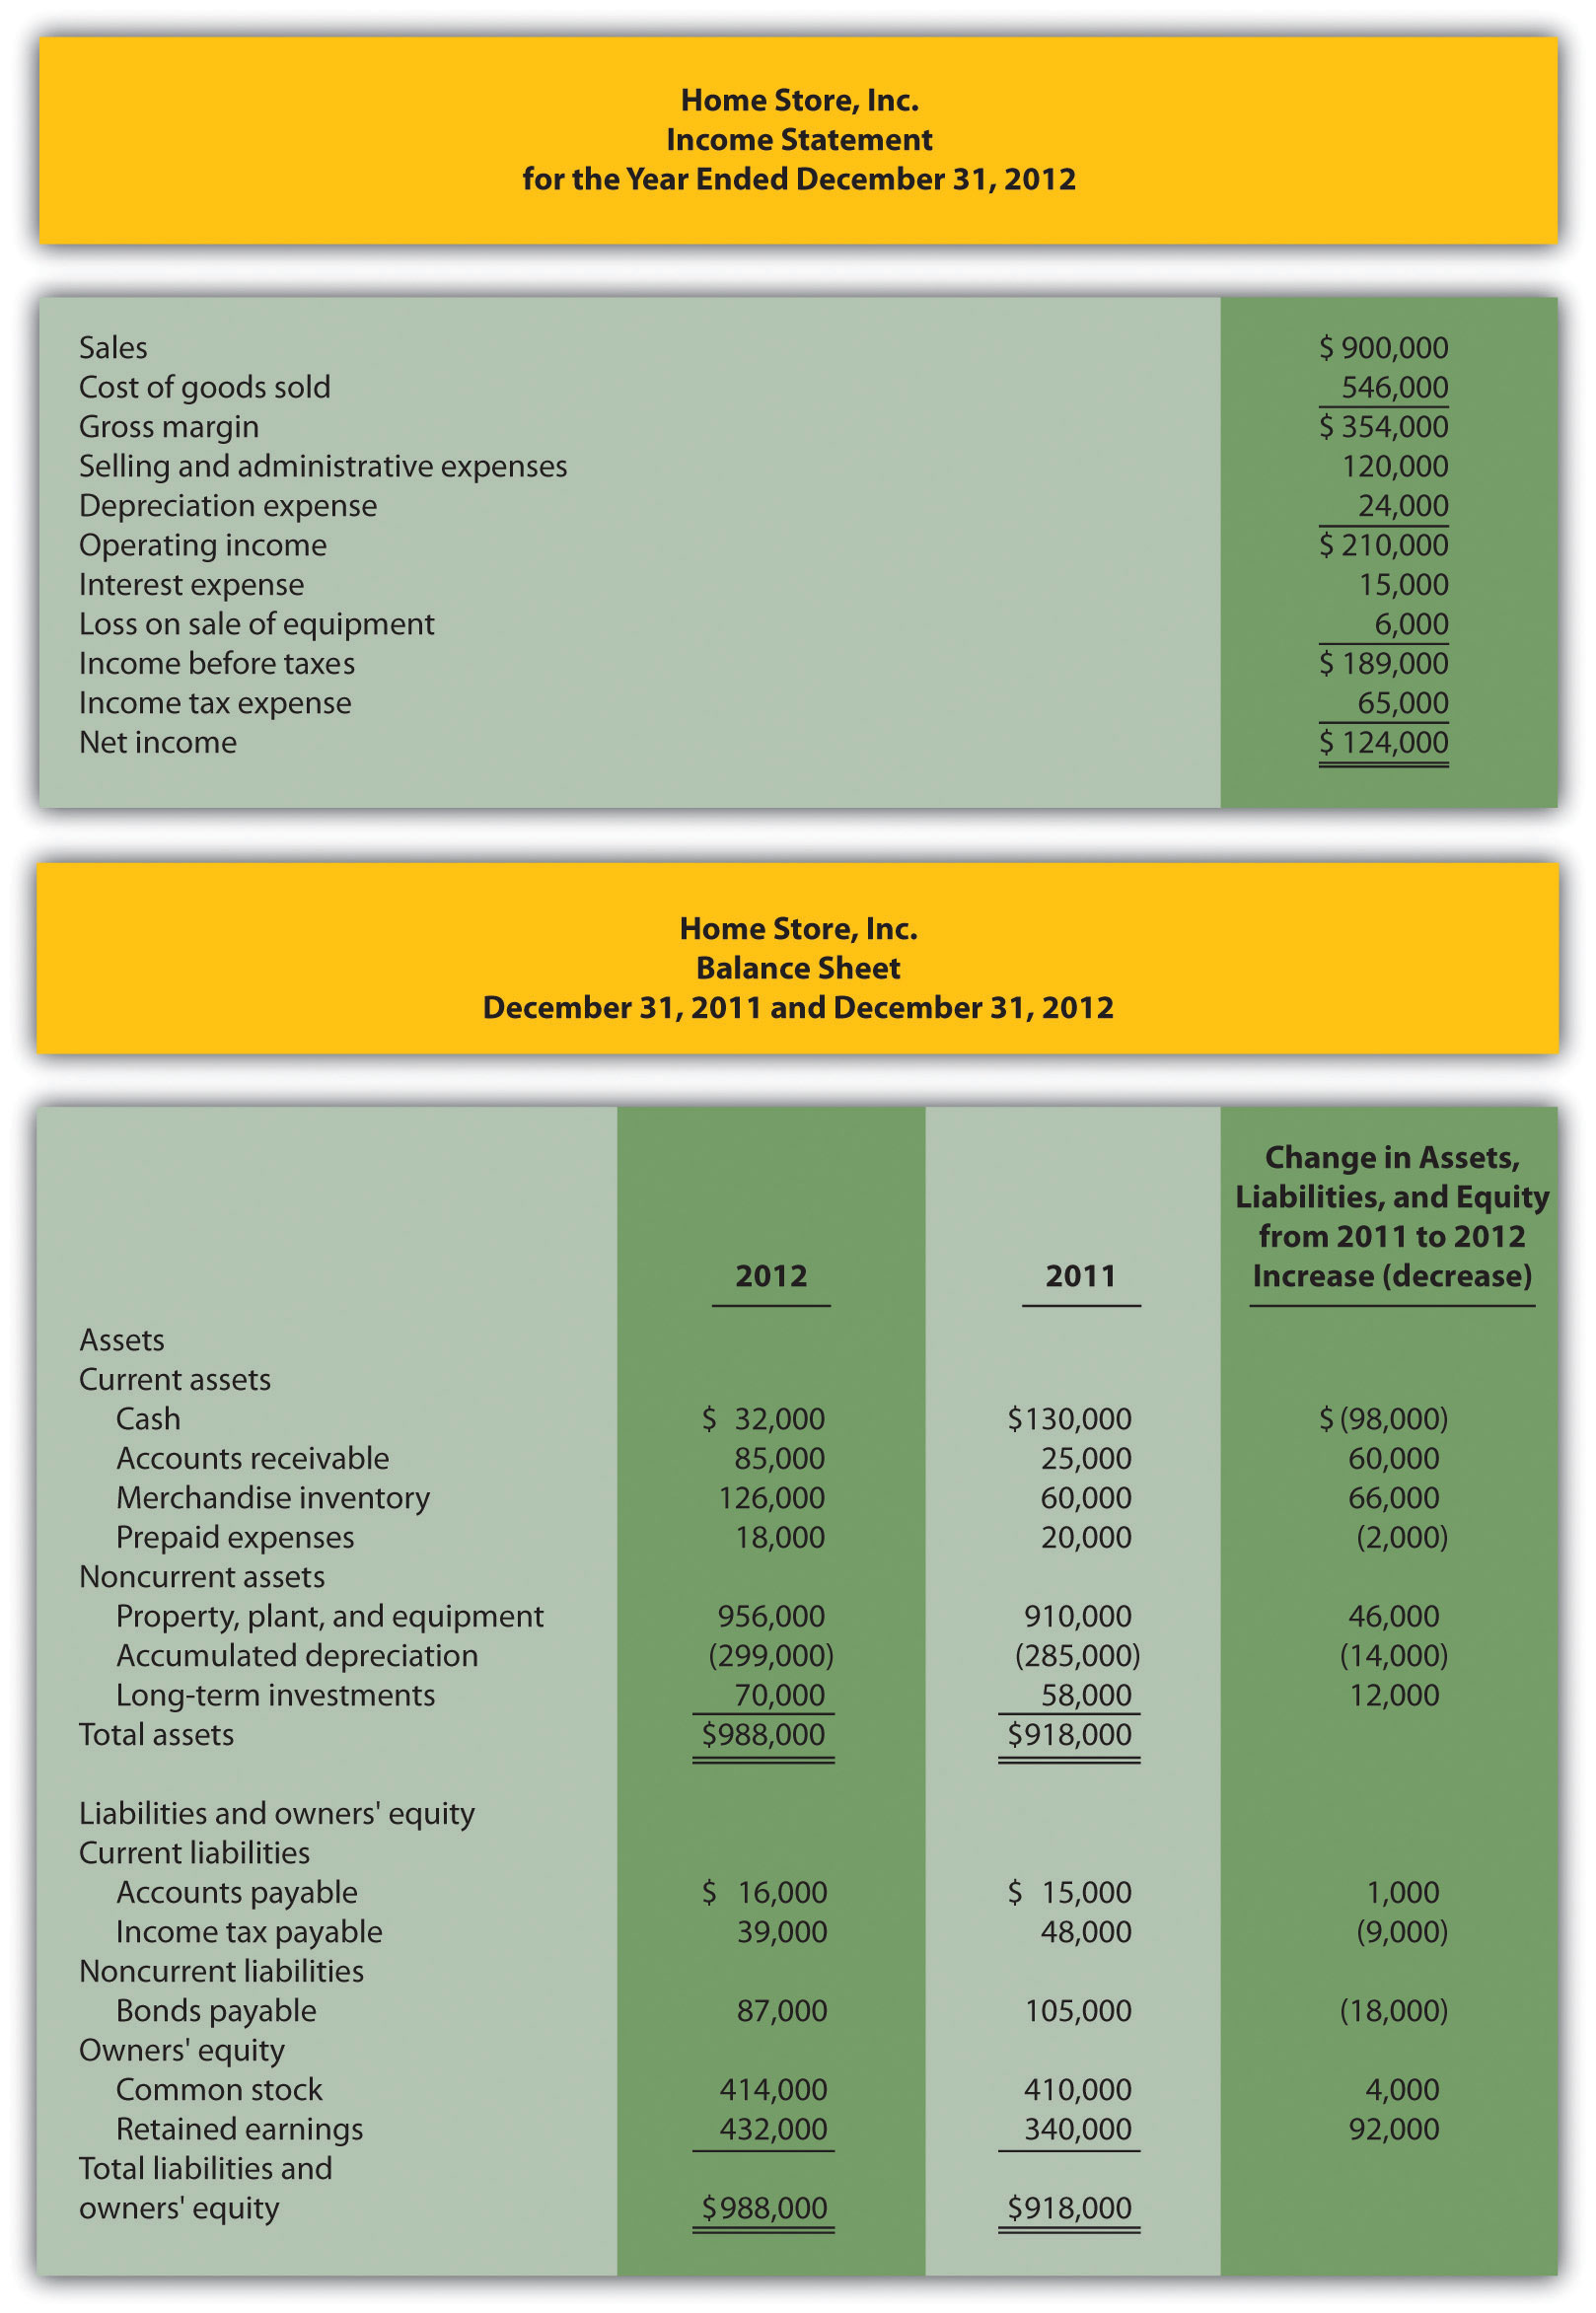 Home Store, Inc.
Income Statement
for the Year Ended December 31, 2012
Sales $ 900,000
Cost of goods sold 546,000
Gross margin $ 354,000
Selling and administrative expenses 120,000
Depreciation expense 24,000
Operating income $ 210,000
Interest expense 15,000
Loss on sale of equipment 6,000
Income before taxes $ 189,000
Income tax expense 65,000
Net income $ 124,000
Home Store, Inc.
Balance Sheet
December 31, 2011 and December 31, 2012
Change in Assets,
Liabilities, and Equity
from 2011 to 2012
2012 2011 Increase (decrease)
Assets
Current assets
Cash $ 32,000 $130,000 $ (98,000)
Accounts receivable 85,000 25,000 60,000
Merchandise inventory 126,000 60,000 66,000
Prepaid expenses 18,000 20,000 (2,000)
Noncurrent assets
Property, plant, and equipment 956,000 910,000 46,000
Accumulated depreciation (299,000) (285,000) (14,000)
Long-term investments 70,000 58,000 12,000
Total assets $988,000 $918,000
Liabilities and owners' equity
Current liabilities
Accounts payable $ 16,000 $ 15,000 1,000
Income tax payable 39,000 48,000 (9,000)
Noncurrent liabilities
Bonds payable 87,000 105,000 (18,000)
Owners' equity
Common stock 414,000 410,000 4,000
Retained earnings 432,000 340,000 92,000
Total liabilities and
owners' equity $988,000 $918,000